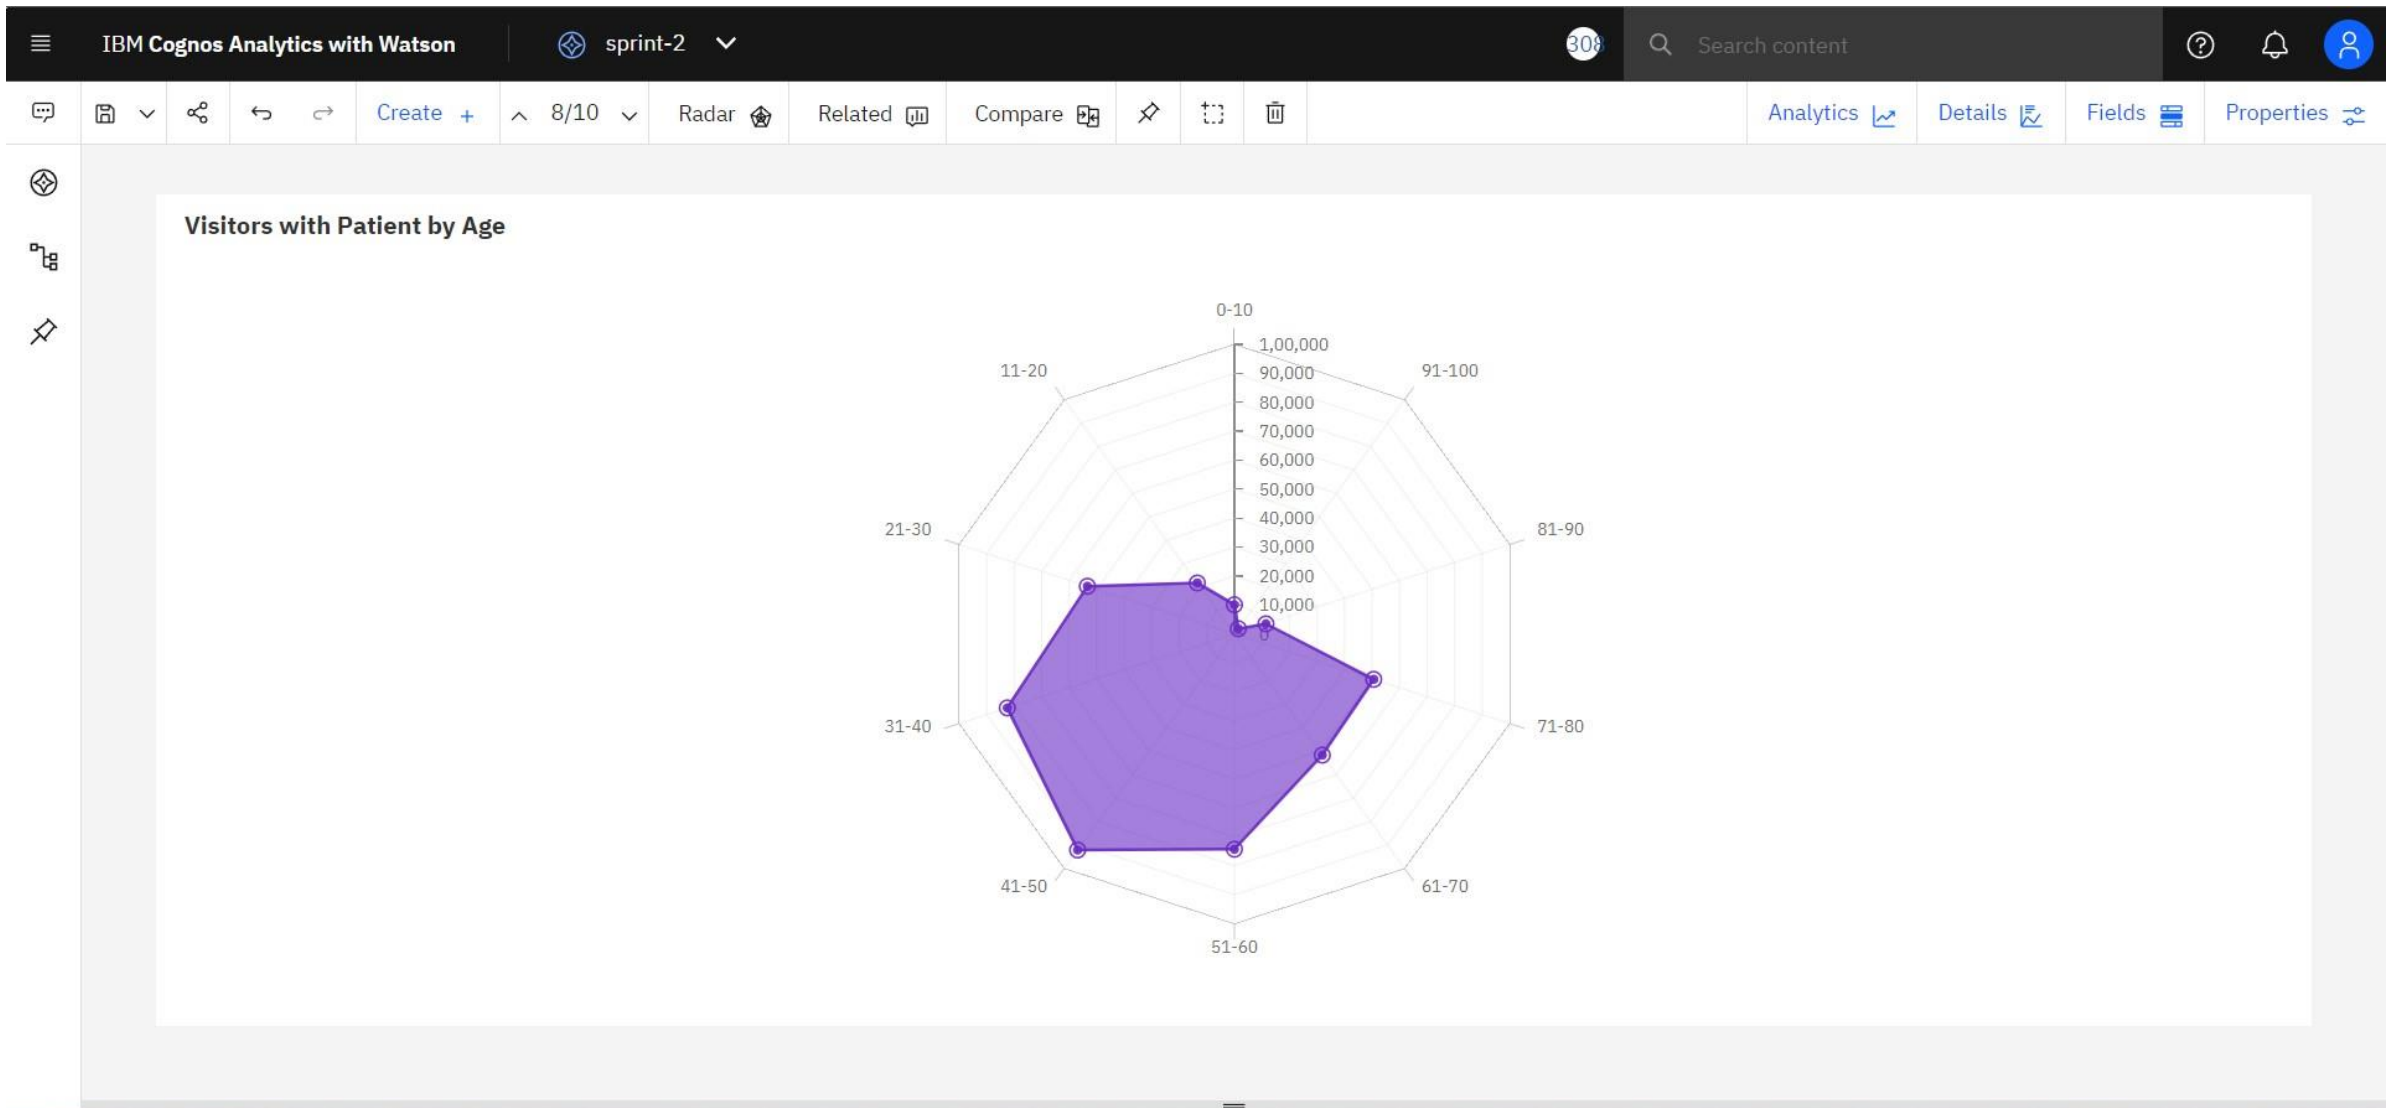 IBM Cognos Analytics with Watson
sprint-2
308
Search content
Create +
8/10
Radar
Related
Compare
Analytics
Details
Fields
Properties
Visitors with Patient by Age
0-10
1,00,000
11-20
91-100
90,000
80,000
70,000
60,000
50,000
21-30
81-90
40,000
30,000
20,000
10,000
0
31-40
71-80
41-50
61-70
51-60